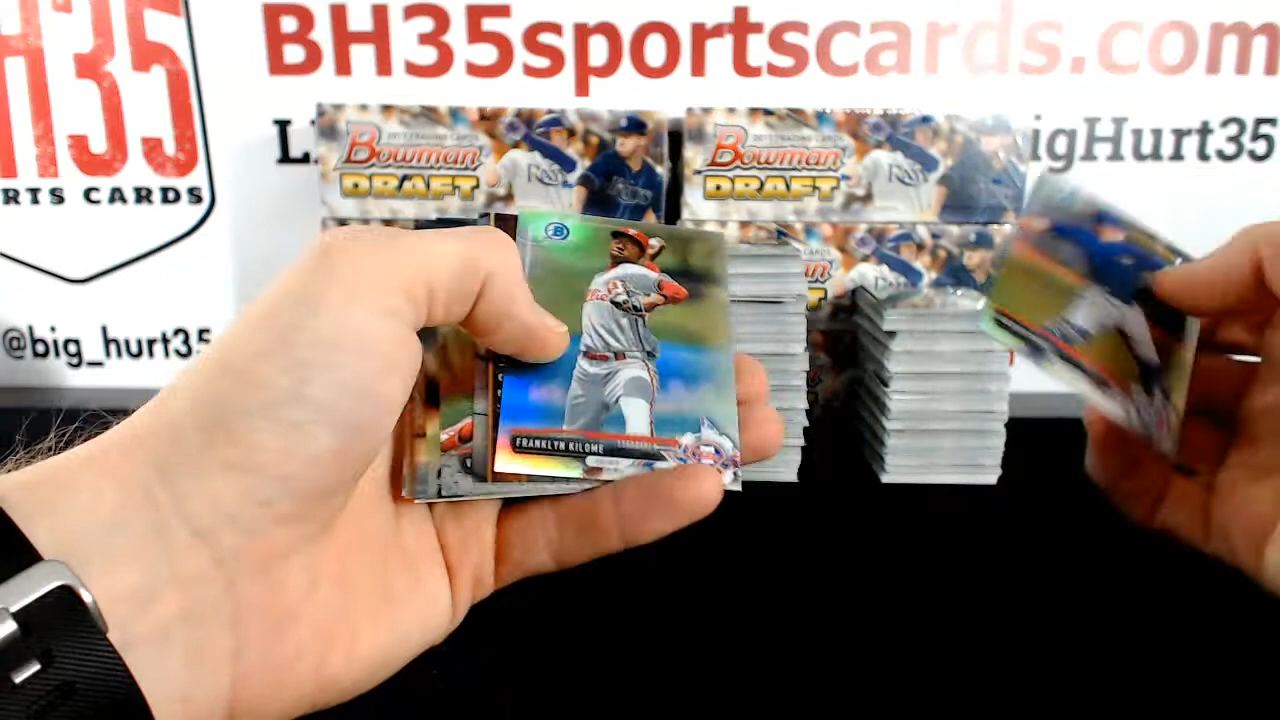 BH35sportscards.com
H35
RTS CARDS
igHurt35
@big_hurt35
Bowman
DRAFT
Bowman
DRAFT
FRANKLYN KILOME